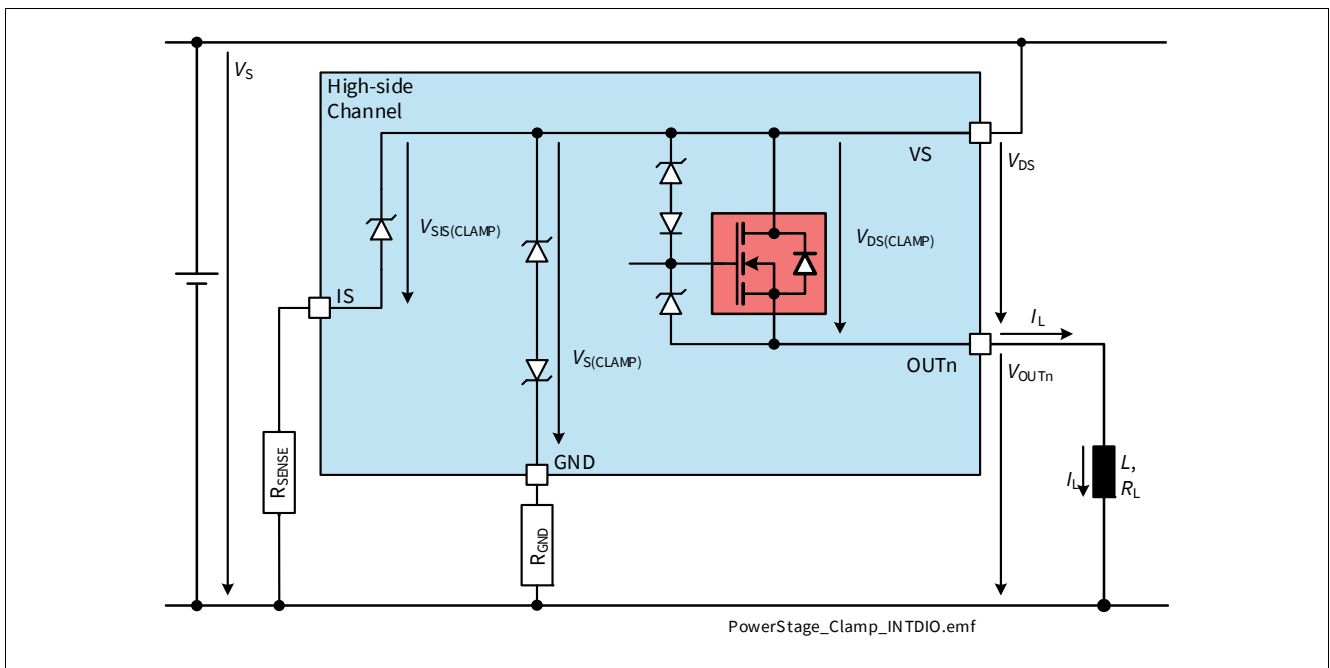 VS
High-side
Channel
VS
VDS
VSIS(CLAMP)
VDS(CLAMP)
IS
IL
VS(CLAMP)
OUTn
VOUTn
GND
RSENSE
IL
L,
RL
RGND
PowerStage_Clamp_INTDIO.emf